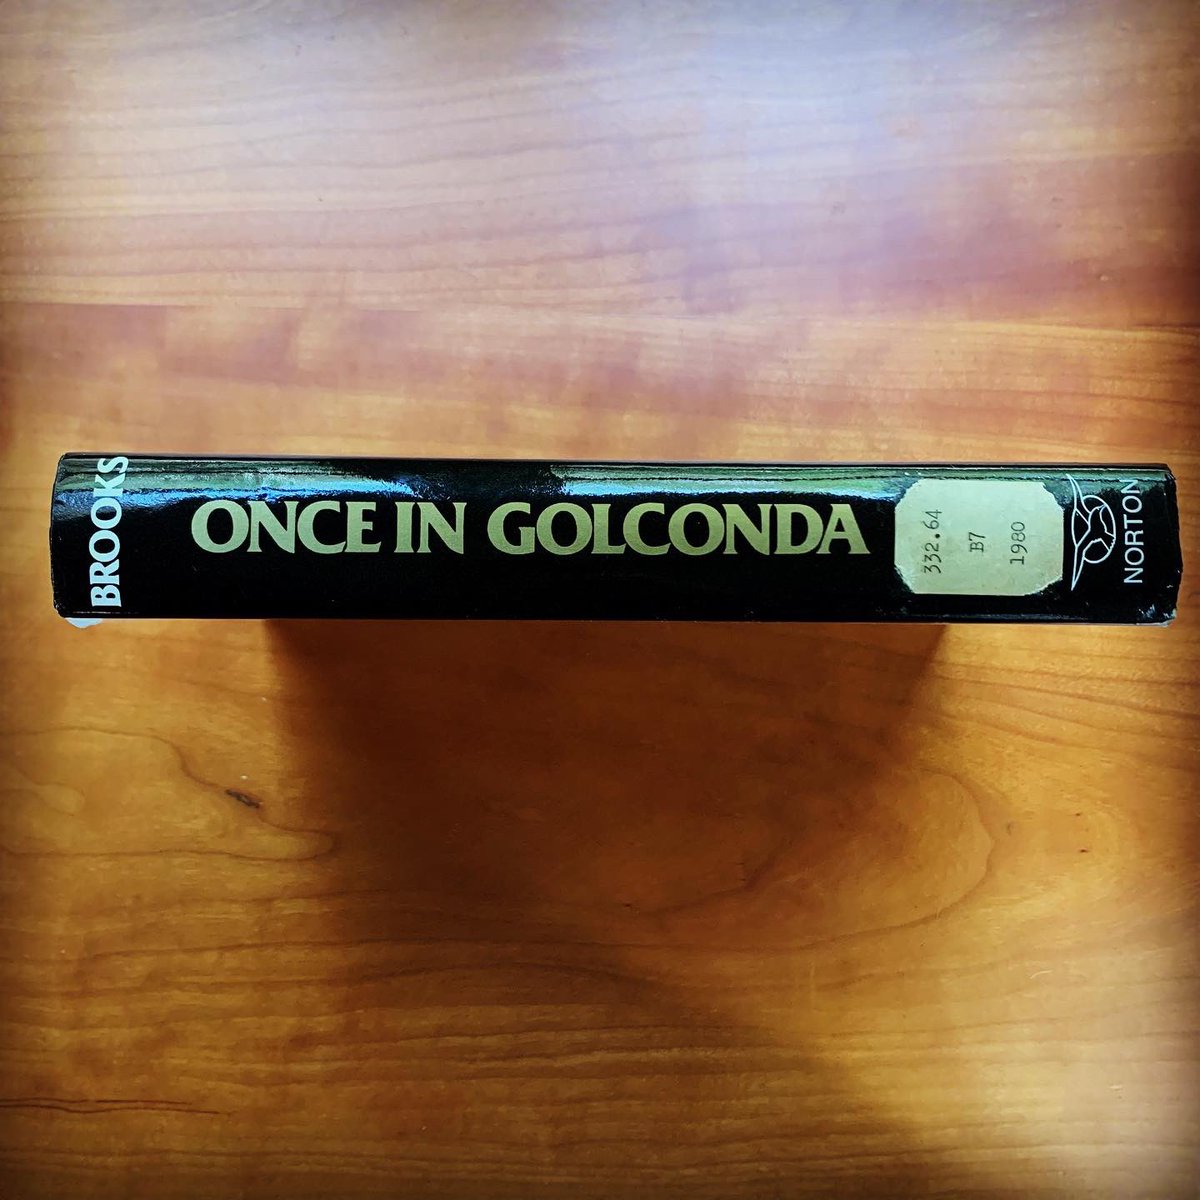 BROOKS
ONCE IN GOLCONDA
332.64
B7
1980
NORTON